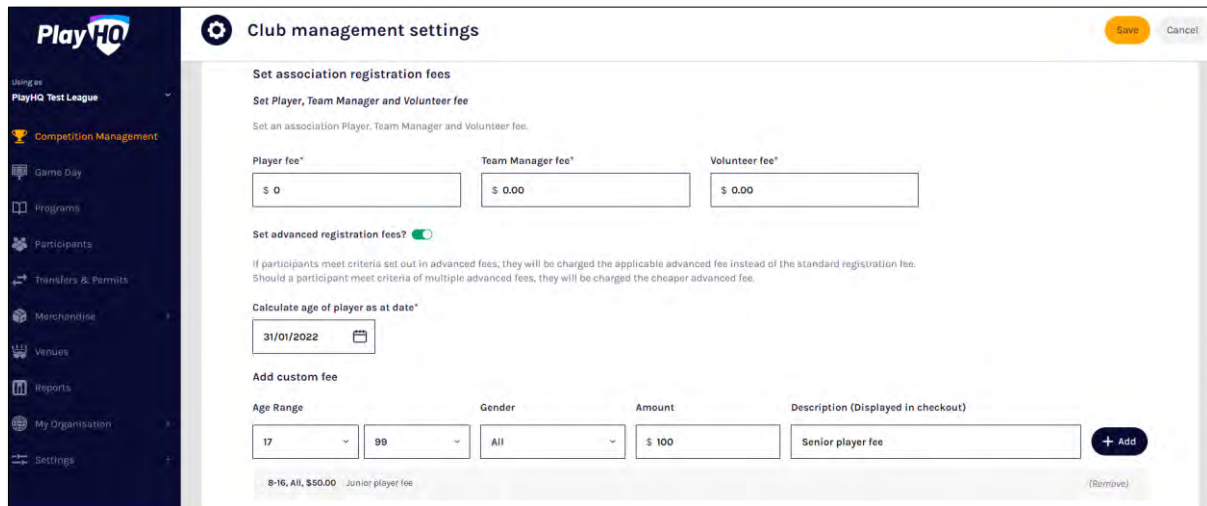 PlayHQ
Club management settings
Save
Cancel
Using as
PlayHQ Test League
Competition Management
Game Day
Programs
Participants
Transfers & Permits
Merchandise
Venues
Reports
My Organisation
Settings
Set association registration fees
Set Player, Team Manager and Volunteer fee
Set an association Player, Team Manager and Volunteer fee.
Player fee* Team Manager fee* Volunteer fee*
$ 0 $ 0.00 $ 0.00
Set advanced registration fees?
If participants meet criteria set out in advanced fees, they will be charged the applicable advanced fee instead of the standard registration fee.
Should a participant meet criteria of multiple advanced fees, they will be charged the cheaper advanced fee.
Calculate age of player as at date*
31/01/2022
Add custom fee
Age Range Gender Amount Description (Displayed in checkout)
17 99 All $ 100 Senior player fee + Add
8-16, All, $50.00 Junior player fee (Remove)